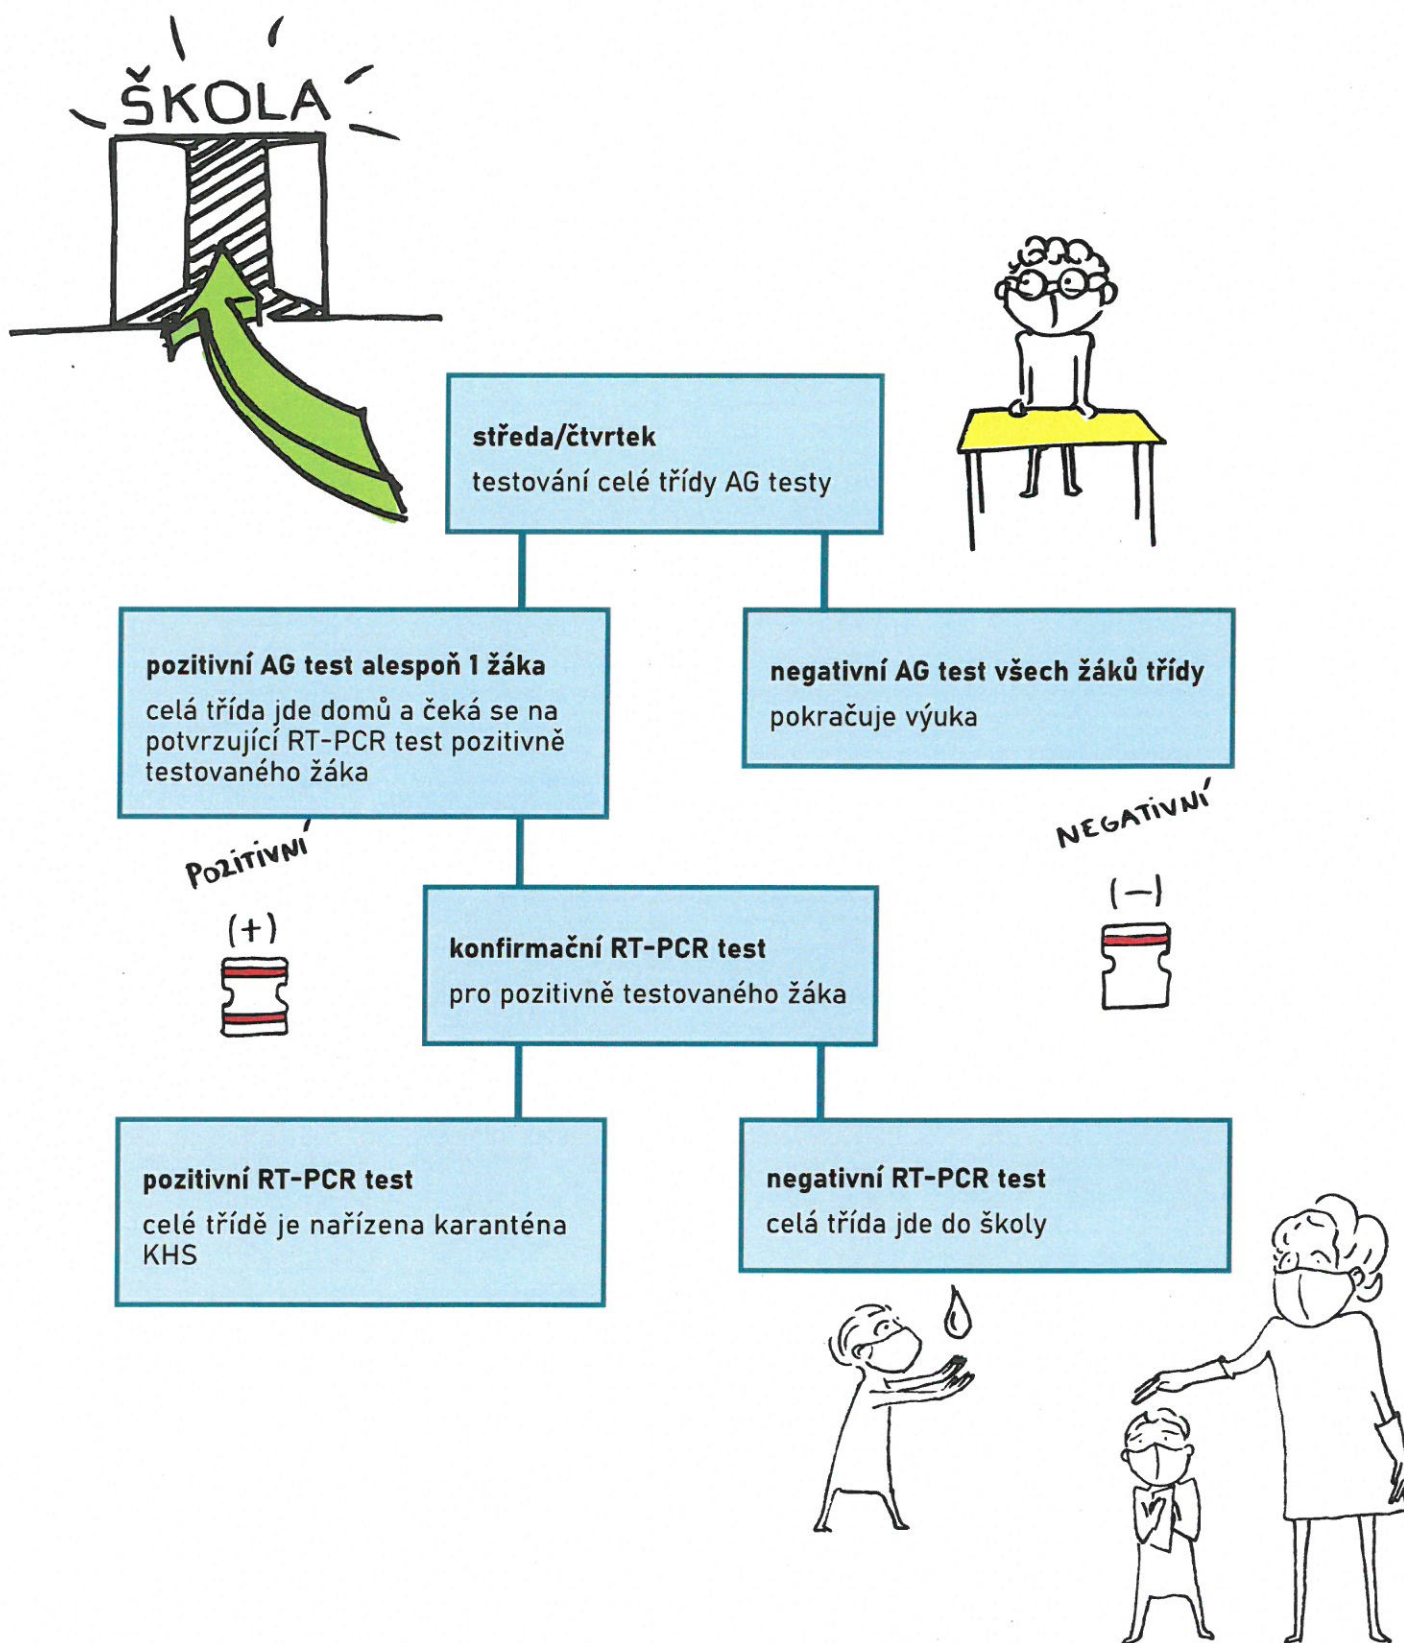 ŠKOLA
středa/čtvrtek
testování celé třídy AG testy
pozitivní AG test alespoň 1 žáka
celá třída jde domů a čeká se na
potvrzující RT-PCR test pozitivně
testovaného žáka
negativní AG test všech žáků třídy
pokračuje výuka
POZITIVNÍ
(+)
NEGATIVNÍ
(-)
konfirmační RT-PCR test
pro pozitivně testovaného žáka
pozitivní RT-PCR test
celé třídě je nařízena karanténa
KHS
negativní RT-PCR test
celá třída jde do školy